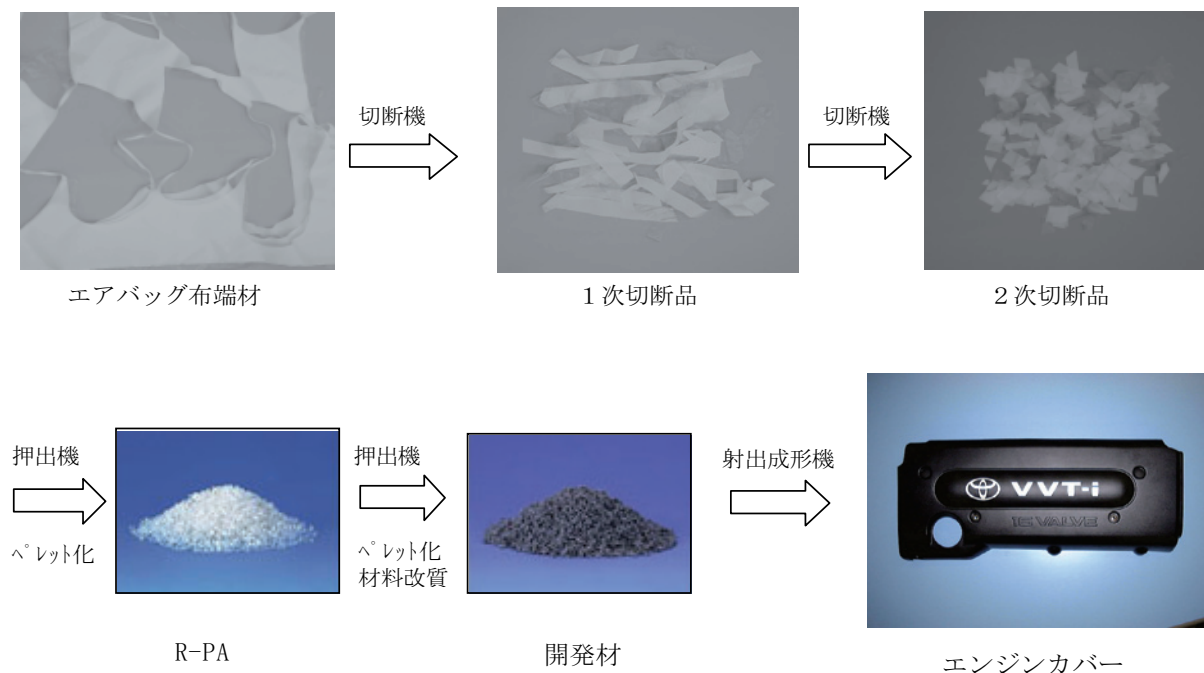 切断機
切断機
エアバッグ布端材
１次切断品
２次切断品
押出機
ペレット化
押出機
ペレット化
材料改質
射出成形機
VVT-i
16 VALVE
R-PA
開発材
エンジンカバー